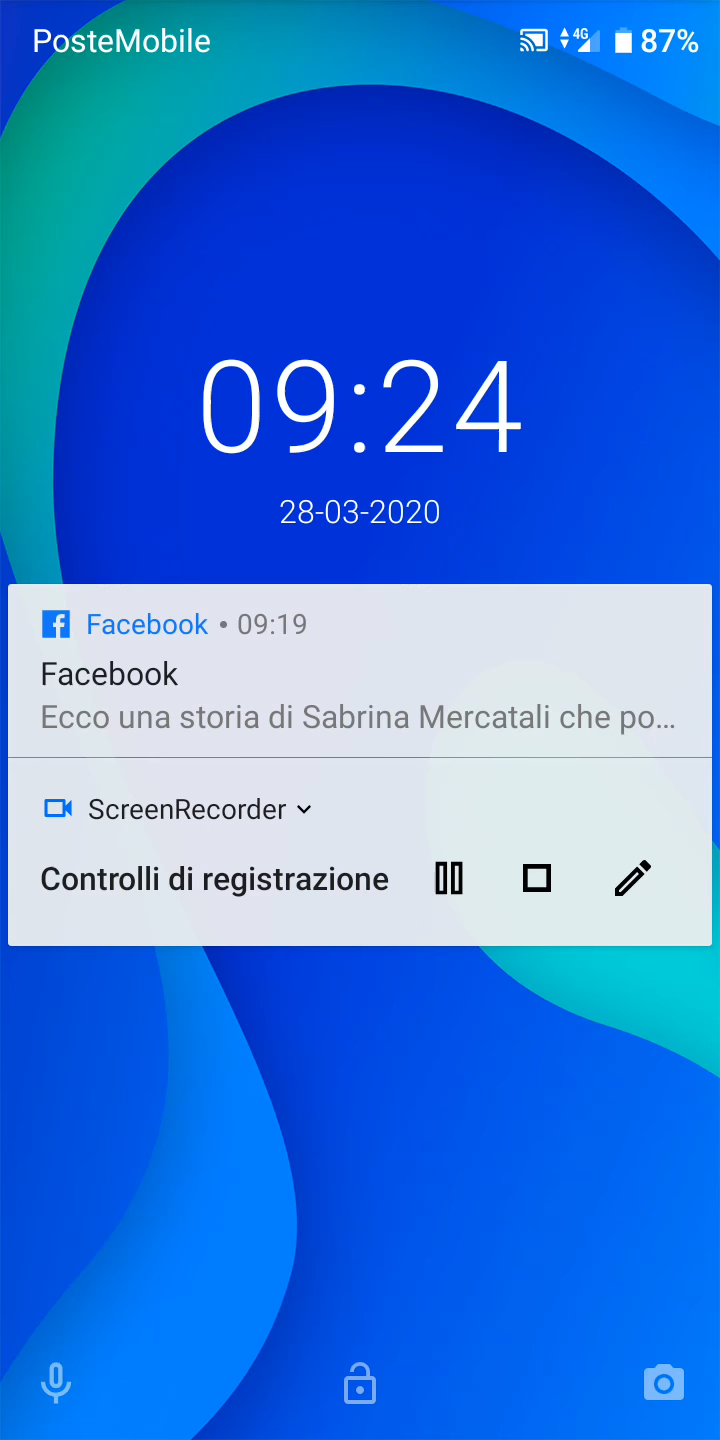 PosteMobile 4G 87%
09:24
28-03-2020
Facebook • 09:19
Facebook
Ecco una storia di Sabrina Mercatali che po…
ScreenRecorder
Controlli di registrazione